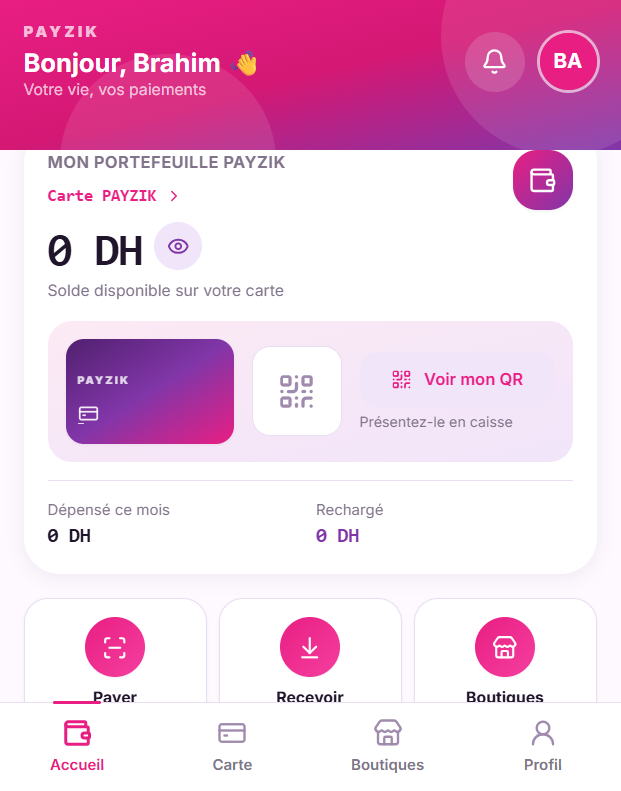 PAYZIK
Bonjour, Brahim 👋
Votre vie, vos paiements
BA
MON PORTEFEUILLE PAYZIK
Carte PAYZIK
0 DH
Solde disponible sur votre carte
PAYZIK
Voir mon QR
Présentez-le en caisse
Dépensé ce mois
Rechargé
0 DH
0 DH
Payer
Recevoir
Boutiques
Accueil
Carte
Boutiques
Profil